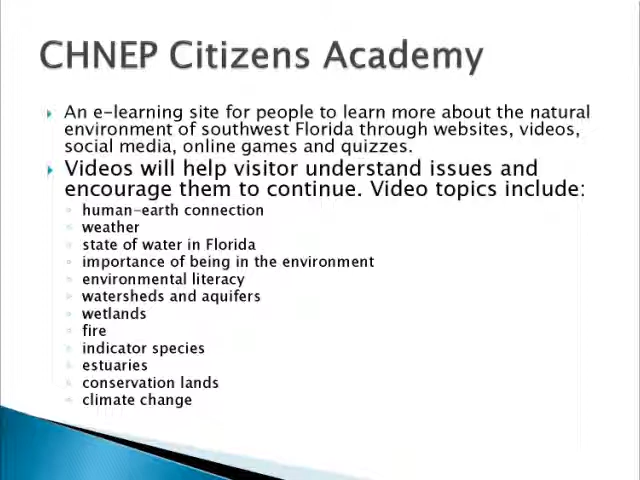 CHNEP Citizens Academy
An e-learning site for people to learn more about the natural
environment of southwest Florida through websites, videos,
social media, online games and quizzes.
Videos will help visitor understand issues and
encourage them to continue. Video topics include:
human-earth connection
weather
state of water in Florida
importance of being in the environment
environmental literacy
watersheds and aquifers
wetlands
fire
indicator species
estuaries
conservation lands
climate change